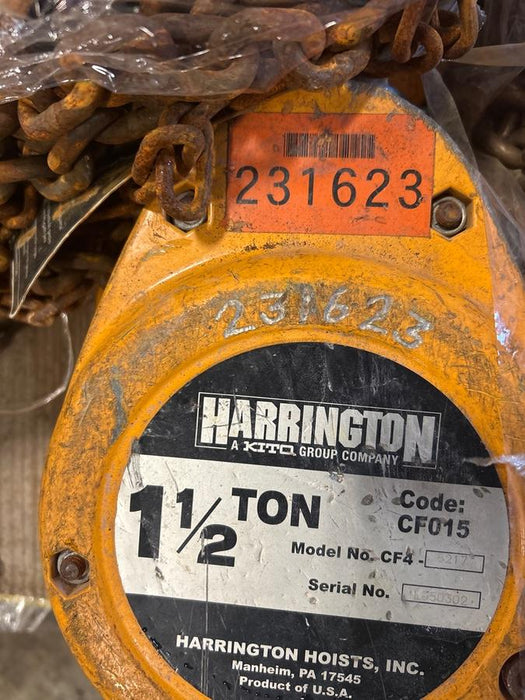 231623
231623
HARRINGTON
A KITO GROUP COMPANY
1 1/2 TON
Code:
CF015
Model No. CF4 -
Serial No.
HARRINGTON HOISTS, INC.
Manheim, PA 17545
Product of U.S.A.